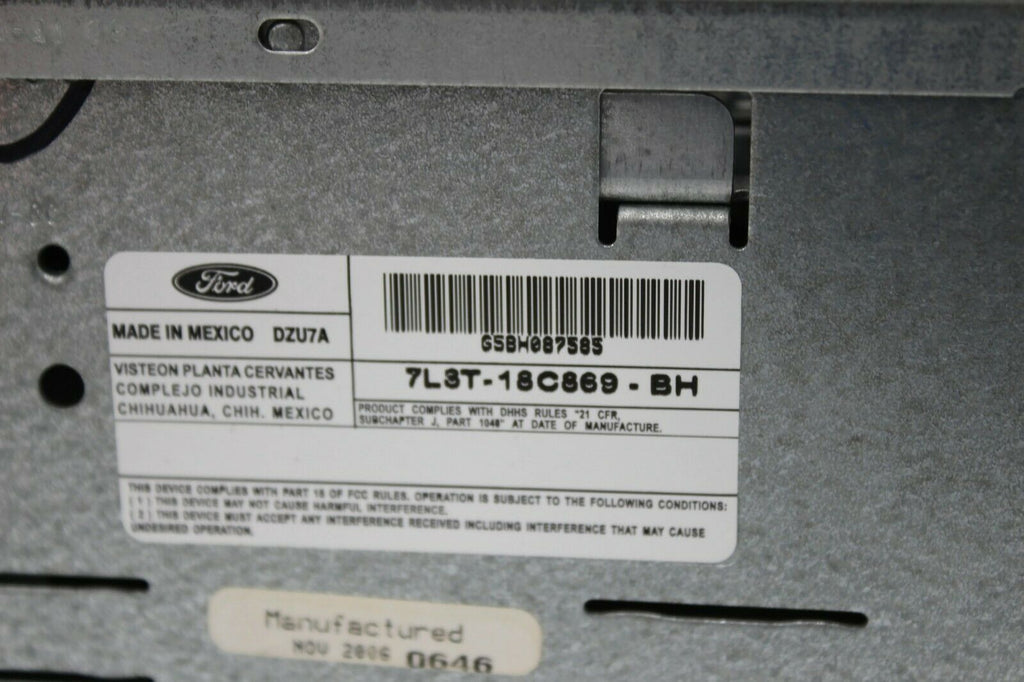 Ford
MADE IN MEXICO DZU7A
VISTEON PLANTA CERVANTES
COMPLEJO INDUSTRIAL
CHIHUAHUA, CHIH. MEXICO
G5BH087585
7L3T-18C869-BH
PRODUCT COMPLIES WITH DHHS RULES "21 CFR,
SUBCHAPTER J, PART 1040" AT DATE OF MANUFACTURE.
THIS DEVICE COMPLIES WITH PART 15 OF FCC RULES. OPERATION IS SUBJECT TO THE FOLLOWING CONDITIONS:
(1) THIS DEVICE MAY NOT CAUSE HARMFUL INTERFERENCE.
(2) THIS DEVICE MUST ACCEPT ANY INTERFERENCE RECEIVED INCLUDING INTERFERENCE THAT MAY CAUSE
UNDESIRED OPERATION.
Manufactured
NOV 2006 0646